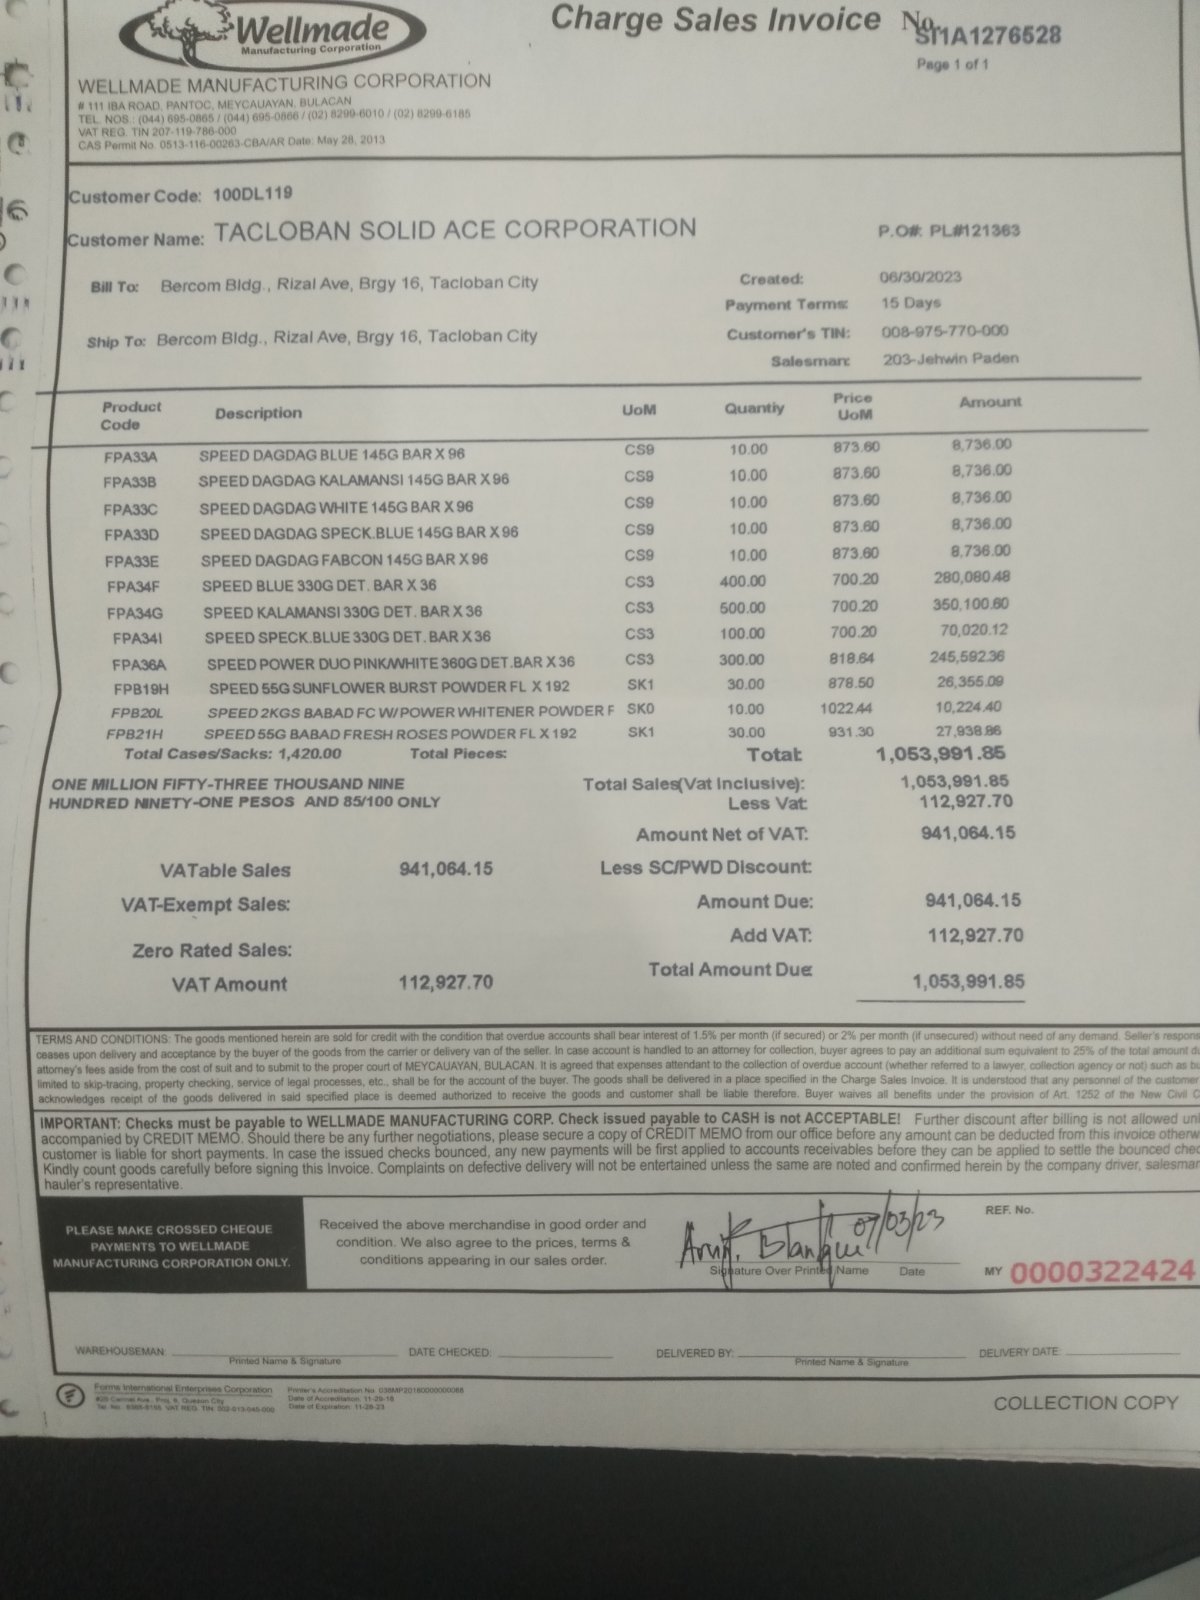 Wellmade
Manufacturing Corporation
Charge Sales Invoice No. SI1A1276528
Page 1 of 1
WELLMADE MANUFACTURING CORPORATION
# 111 IBA ROAD, PANTOC, MEYCAUAYAN, BULACAN
TEL. NOS.: (044) 695-0865 / (044) 695-0866 / (02) 8299-6010 / (02) 8299-6185
VAT REG. TIN 207-119-786-000
CAS Permit No. 0513-116-00263-CBA/AR Date: May 28, 2013
Customer Code: 100DL119
Customer Name: TACLOBAN SOLID ACE CORPORATION P.O#: PL#121363
Bill To: Bercom Bldg., Rizal Ave, Brgy 16, Tacloban City
Created: 06/30/2023
Payment Terms: 15 Days
Ship To: Bercom Bldg., Rizal Ave, Brgy 16, Tacloban City
Customer's TIN: 008-975-770-000
Salesman: 203-Jehwin Paden
Product Code Description UoM Quantiy Price UoM Amount
FPA33A SPEED DAGDAG BLUE 145G BAR X 96 CS9 10.00 873.60 8,736.00
FPA33B SPEED DAGDAG KALAMANSI 145G BAR X 96 CS9 10.00 873.60 8,736.00
FPA33C SPEED DAGDAG WHITE 145G BAR X 96 CS9 10.00 873.60 8,736.00
FPA33D SPEED DAGDAG SPECK.BLUE 145G BAR X 96 CS9 10.00 873.60 8,736.00
FPA33E SPEED DAGDAG FABCON 145G BAR X 96 CS9 10.00 873.60 8,736.00
FPA34F SPEED BLUE 330G DET. BAR X 36 CS3 400.00 700.20 280,080.48
FPA34G SPEED KALAMANSI 330G DET. BAR X 36 CS3 500.00 700.20 350,100.60
FPA34I SPEED SPECK.BLUE 330G DET. BAR X 36 CS3 100.00 700.20 70,020.12
FPA36A SPEED POWER DUO PINK/WHITE 360G DET.BAR X 36 CS3 300.00 818.64 245,592.36
FPB19H SPEED 55G SUNFLOWER BURST POWDER FL X 192 SK1 30.00 878.50 26,355.09
FPB20L SPEED 2KGS BABAD FC W/ POWER WHITENER POWDER F SK0 10.00 1022.44 10,224.40
FPB21H SPEED 55G BABAD FRESH ROSES POWDER FL X 192 SK1 30.00 931.30 27,938.86
Total Cases/Sacks: 1,420.00 Total Pieces: Total: 1,053,991.85
ONE MILLION FIFTY-THREE THOUSAND NINE
HUNDRED NINETY-ONE PESOS AND 85/100 ONLY
Total Sales(Vat Inclusive): 1,053,991.85
Less Vat: 112,927.70
Amount Net of VAT: 941,064.15
VATable Sales 941,064.15 Less SC/PWD Discount:
VAT-Exempt Sales: Amount Due: 941,064.15
Zero Rated Sales: Add VAT: 112,927.70
VAT Amount 112,927.70 Total Amount Due: 1,053,991.85
TERMS AND CONDITIONS: The goods mentioned herein are sold for credit with the condition that overdue accounts shall bear interest of 1.5% per month (if secured) or 2% per month (if unsecured) without need of any demand. Seller's respons
ceases upon delivery and acceptance by the buyer of the goods from the carrier or delivery van of the seller. In case account is handled to an attorney for collection, buyer agrees to pay an additional sum equivalent to 25% of the total amount d
attorney's fees aside from the cost of suit and to submit to the proper court of MEYCAUAYAN, BULACAN. It is agreed that expenses attendant to the collection of overdue account (whether referred to a lawyer, collection agency or not) such as bu
limited to skip-tracing, property checking, service of legal processes, etc., shall be for the account of the buyer. The goods shall be delivered in a place specified in the Charge Sales Invoice. It is understood that any personnel of the customer
acknowledges receipt of the goods delivered in said specified place is deemed authorized to receive the goods and customer shall be liable therefore. Buyer waives all benefits under the provision of Art. 1252 of the New Civil C
IMPORTANT: Checks must be payable to WELLMADE MANUFACTURING CORP. Check issued payable to CASH is not ACCEPTABLE! Further discount after billing is not allowed unl
accompanied by CREDIT MEMO. Should there be any further negotiations, please secure a copy of CREDIT MEMO from our office before any amount can be deducted from this invoice otherw
customer is liable for short payments. In case the issued checks bounced, any new payments will be first applied to accounts receivables before they can be applied to settle the bounced chec
Kindly count goods carefully before signing this Invoice. Complaints on defective delivery will not be entertained unless the same are noted and confirmed herein by the company driver, salesmar
hauler's representative.
PLEASE MAKE CROSSED CHEQUE
PAYMENTS TO WELLMADE
MANUFACTURING CORPORATION ONLY.
Received the above merchandise in good order and
condition. We also agree to the prices, terms &
conditions appearing in our sales order.
07/03/23
Signature Over Printed Name Date
REF. No.
MY 0000322424
WAREHOUSEMAN: DATE CHECKED: DELIVERED BY: DELIVERY DATE:
Printed Name & Signature Printed Name & Signature
Forms International Enterprises Corporation
Printer's Accreditation No. 038MP20180000000088
Date of Accreditation: 11-29-18
Date of Expiration: 11-28-23
COLLECTION COPY